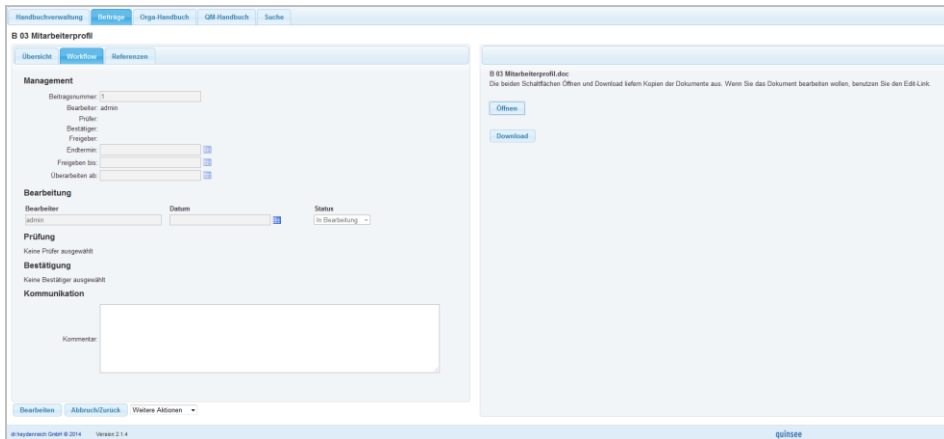 Handbuchverwaltung Beiträge Orga-Handbuch QM-Handbuch Suche
B 03 Mitarbeiterprofil
Übersicht Workflow Referenzen
Management
Beitragsnummer: 1
Bearbeiter: admin
Prüfer:
Bestätiger:
Freigeber:
Endtermin:
Freigeben bis:
Überarbeiten ab:
Bearbeitung
Bearbeiter Datum Status
admin In Bearbeitung
Prüfung
Keine Prüfer ausgewählt
Bestätigung
Keine Bestätiger ausgewählt
Kommunikation
Kommentar:
Bearbeiten Abbruch/Zurück Weitere Aktionen
B 03 Mitarbeiterprofil.doc
Die beiden Schaltflächen Öffnen und Download liefern Kopien der Dokumente aus. Wenn Sie das Dokument bearbeiten wollen, benutzen Sie den Edit-Link.
Öffnen
Download
dr.heydenreich GmbH © 2014 Version 2.1.4 quinsee